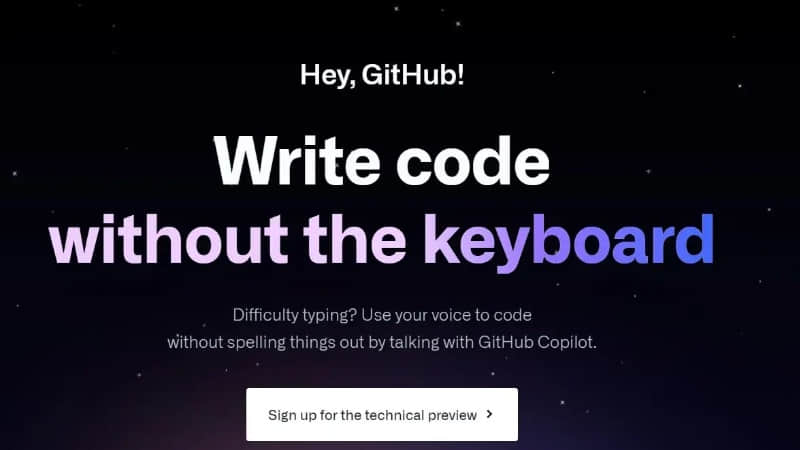 Hey, GitHub!
Write code
without the keyboard
Difficulty typing? Use your voice to code
without spelling things out by talking with GitHub Copilot.
Sign up for the technical preview